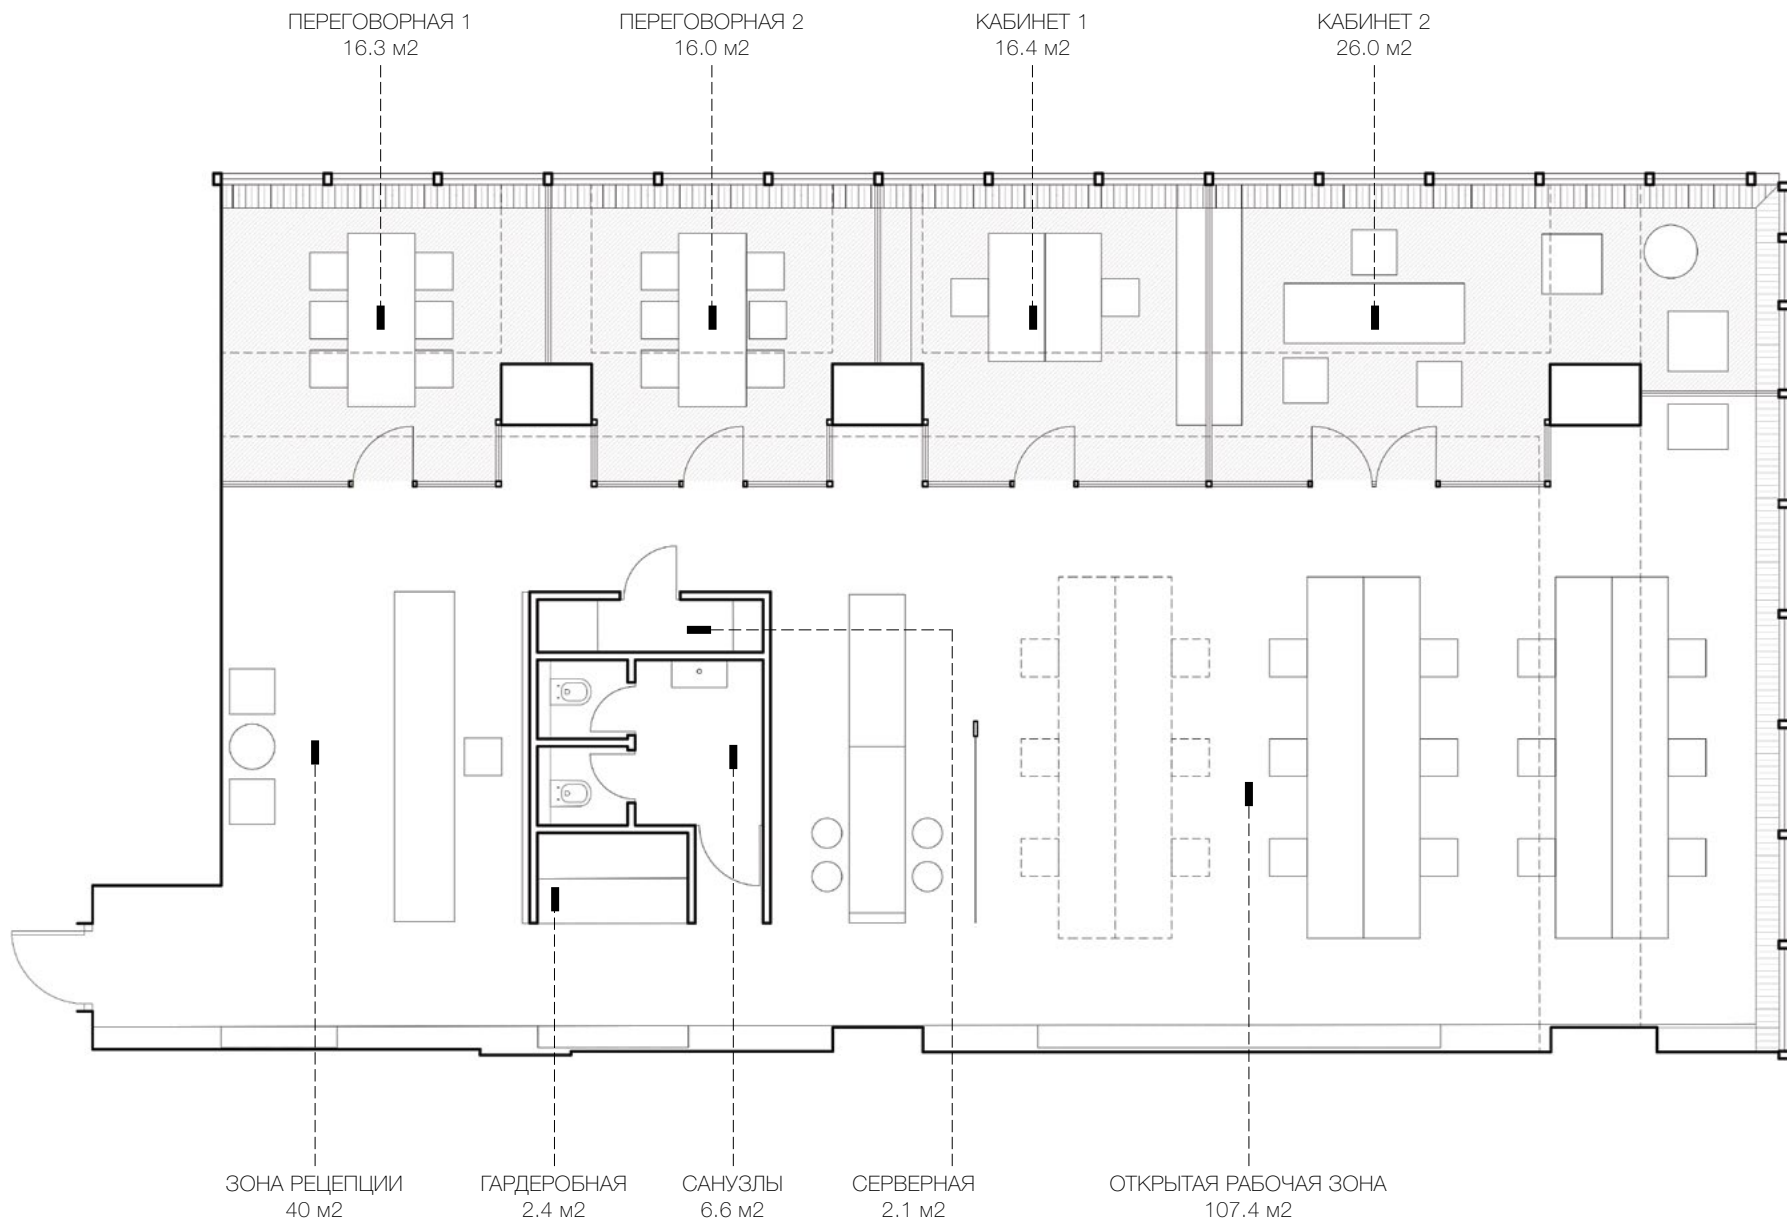 ПЕРЕГОВОРНАЯ 1
16.3 м2
ПЕРЕГОВОРНАЯ 2
16.0 м2
КАБИНЕТ 1
16.4 м2
КАБИНЕТ 2
26.0 м2
ЗОНА РЕЦЕПЦИИ
40 м2
ГАРДЕРОБНАЯ
2.4 м2
САНУЗЛЫ
6.6 м2
СЕРВЕРНАЯ
2.1 м2
ОТКРЫТАЯ РАБОЧАЯ ЗОНА
107.4 м2